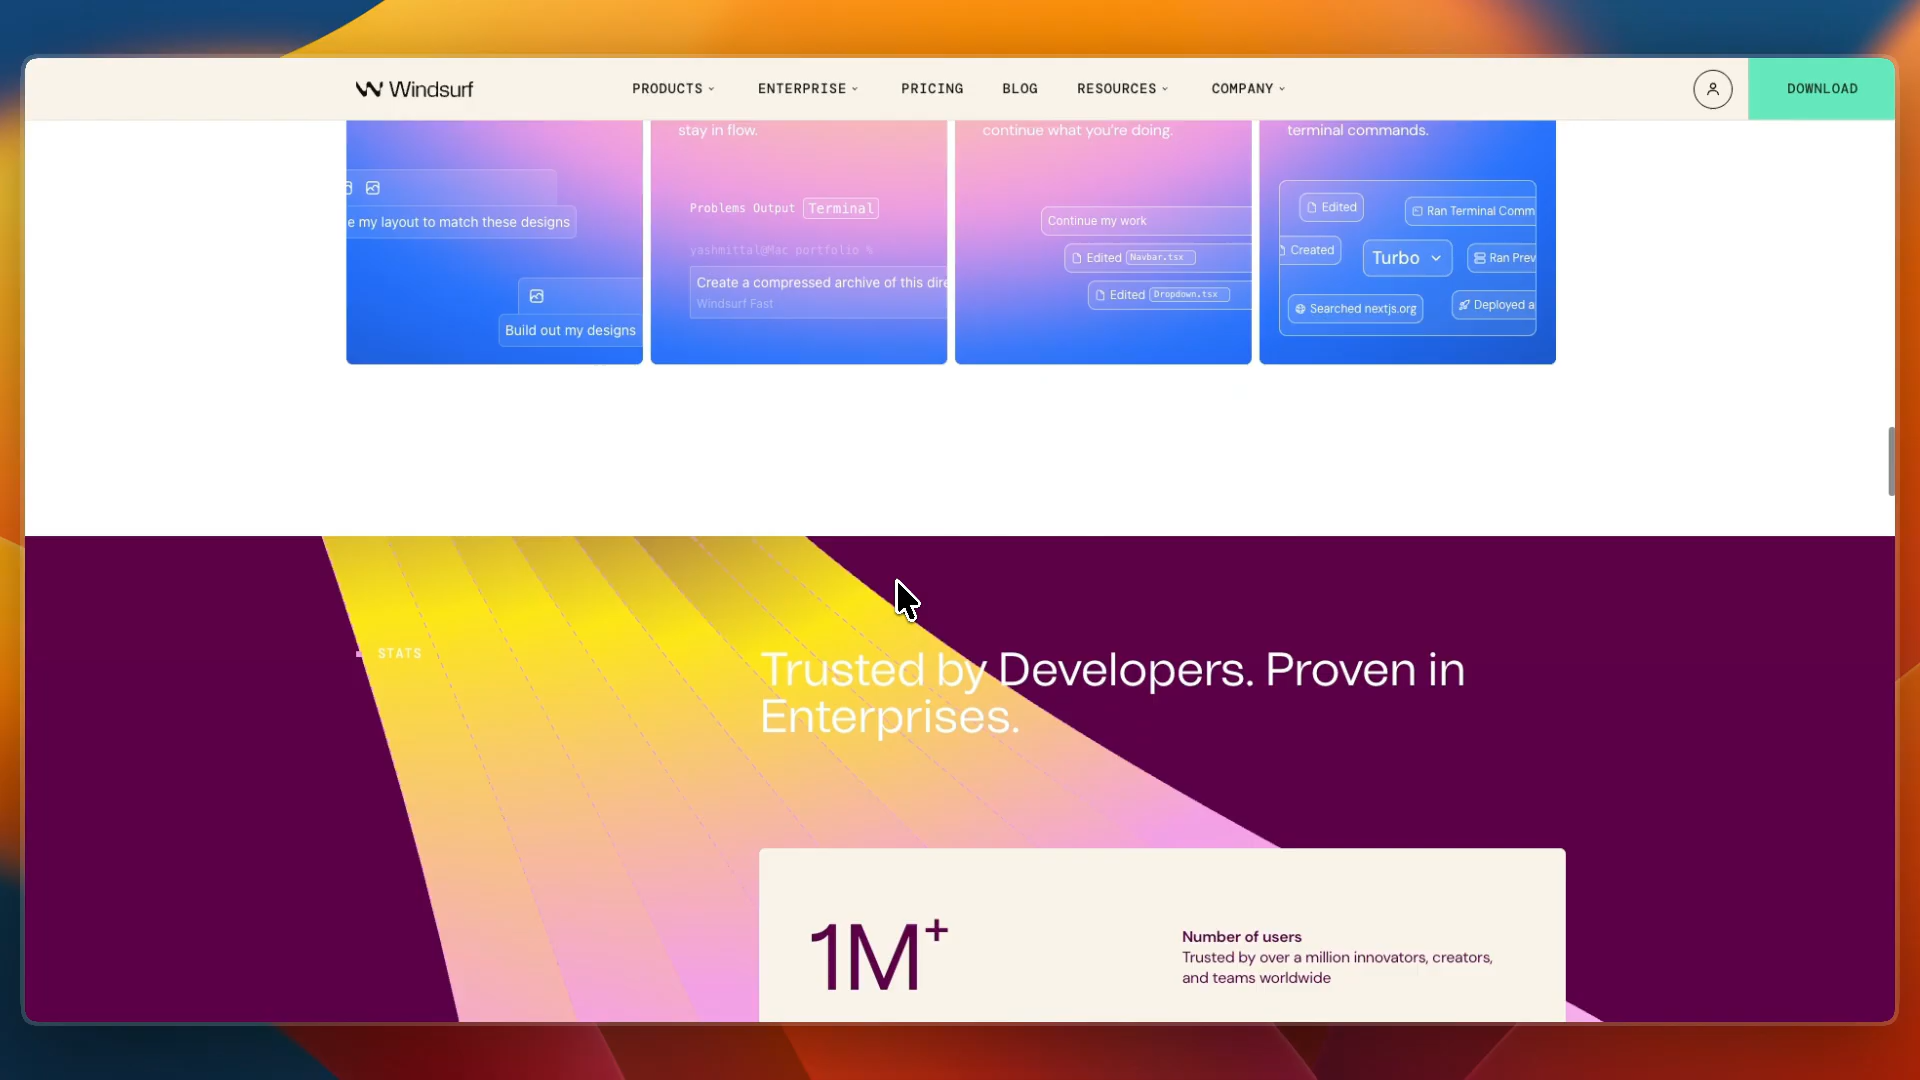 Windsurf
PRODUCTS
ENTERPRISE
PRICING
BLOG
RESOURCES
COMPANY
DOWNLOAD
stay in flow.
continue what you're doing.
terminal commands.
e my layout to match these designs
Build out my designs
Problems Output Terminal
yashmittal@Mac portfolio %
Create a compressed archive of this dire
Windsurf Fast
Continue my work
Edited Navbar.tsx
Edited Dropdown.tsx
Edited
Ran Terminal Comm
Created
Turbo
Ran Prev
Searched nextjs.org
Deployed a
STATS
Trusted by Developers. Proven in
Enterprises.
1M+
Number of users
Trusted by over a million innovators, creators,
and teams worldwide